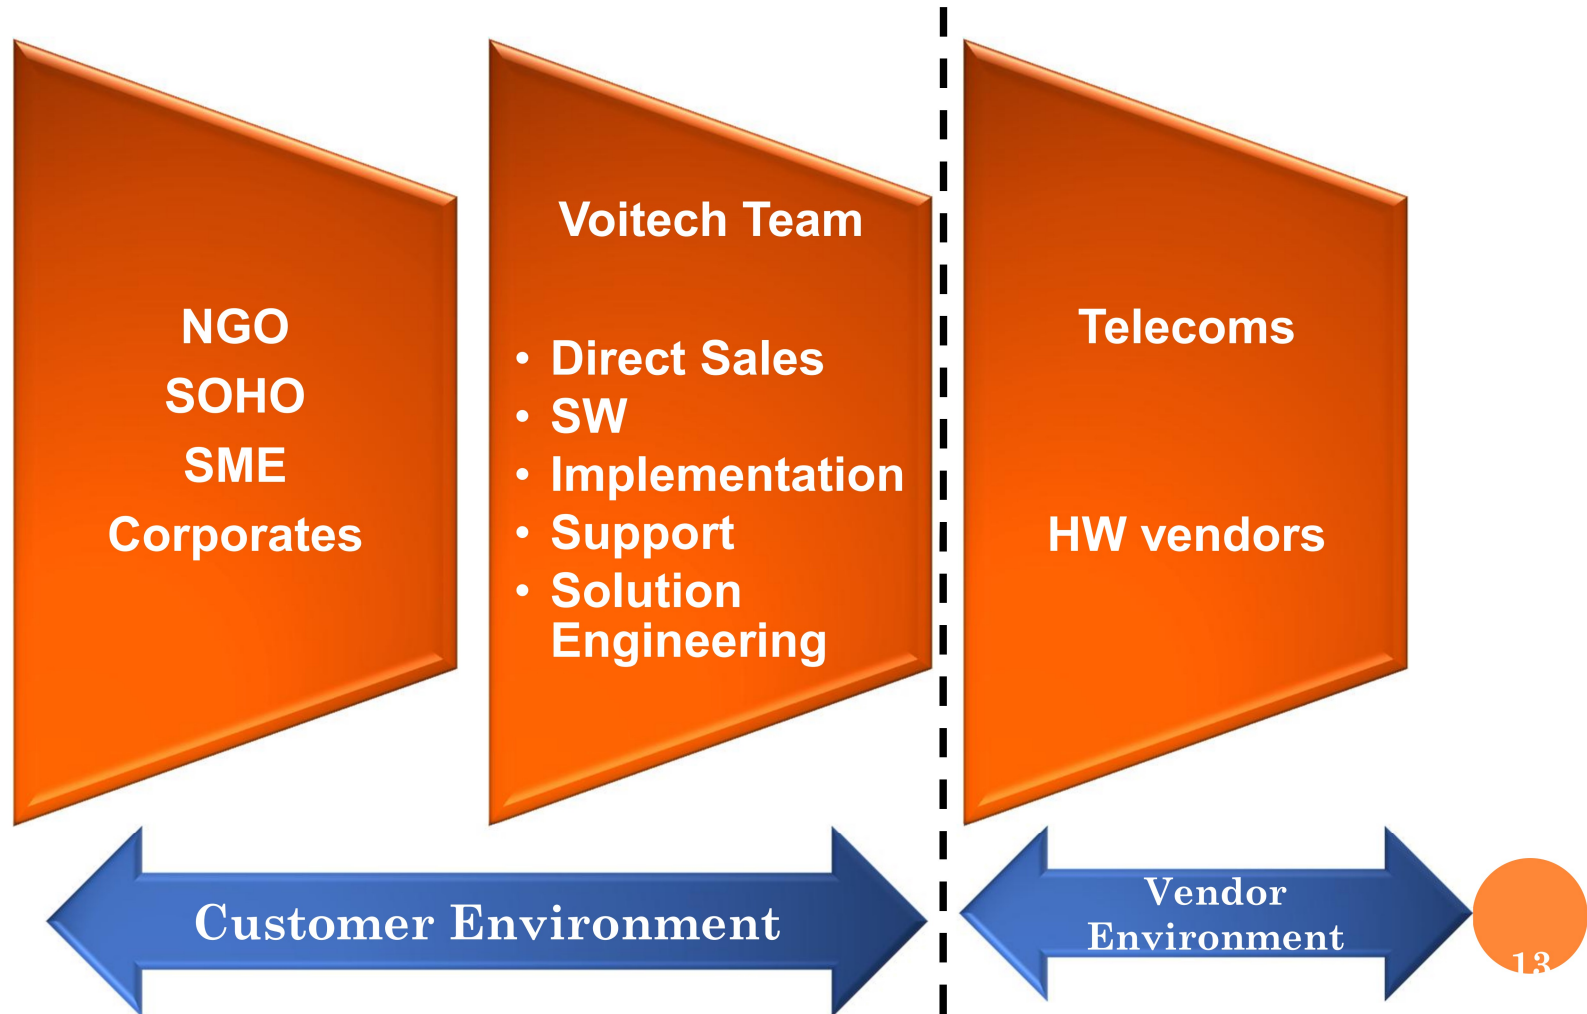 NGO
SOHO
SME
Corporates
Voitech Team
• Direct Sales
• SW
• Implementation
• Support
• Solution
Engineering
Telecoms
HW vendors
Customer Environment
Vendor
Environment
13